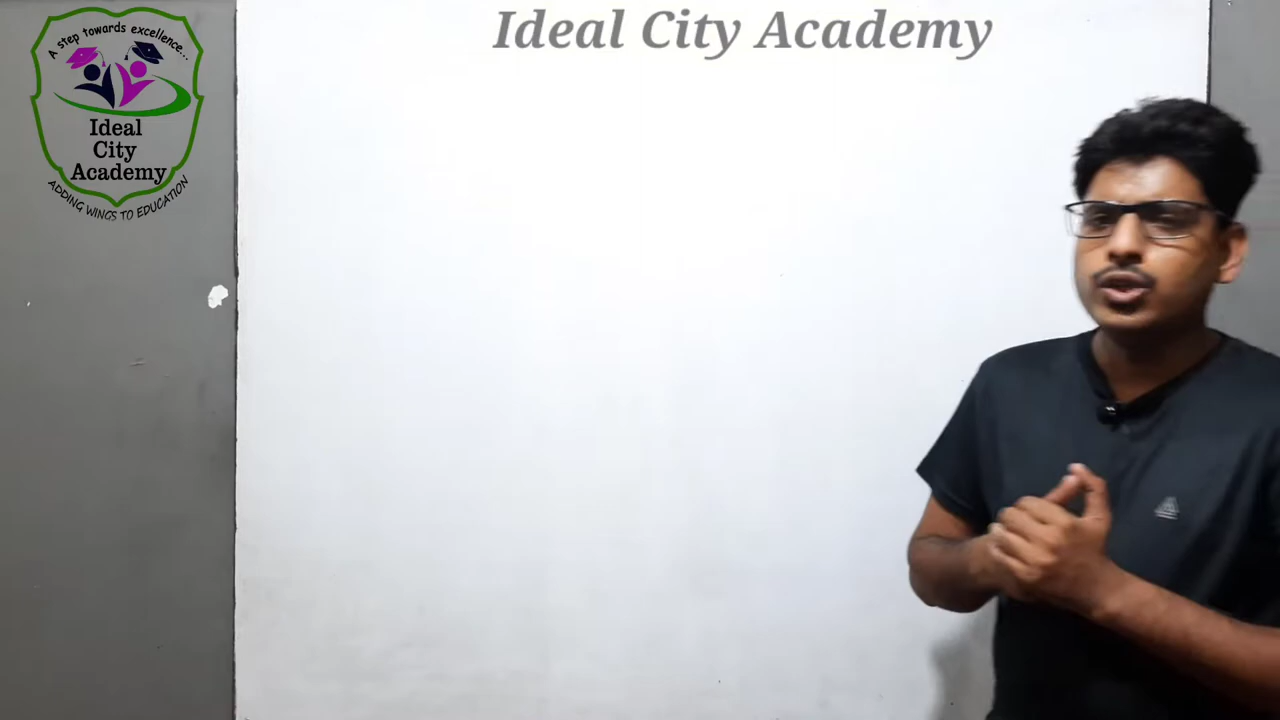 Ideal City Academy
A step towards excellence...
Ideal
City
Academy
ADDING WINGS TO EDUCATION